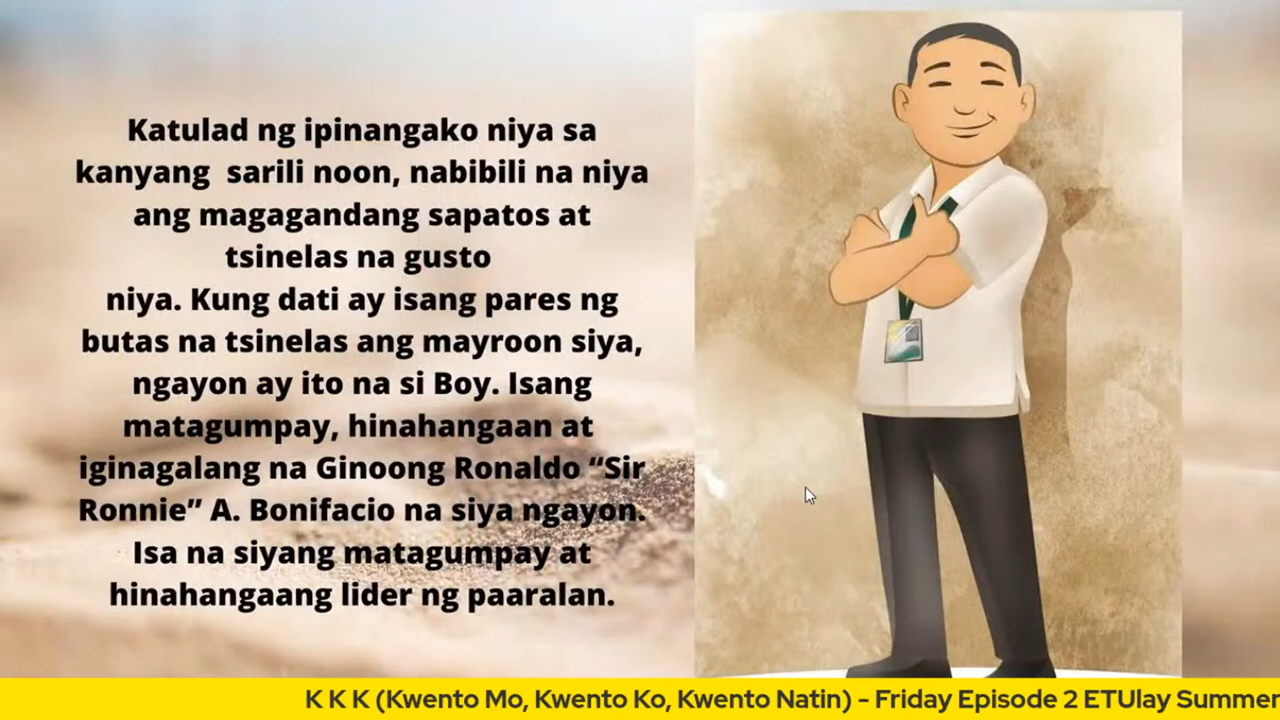 Katulad ng ipinangako niya sa
kanyang sarili noon, nabibili na niya
ang magagandang sapatos at
tsinelas na gusto
niya. Kung dati ay isang pares ng
butas na tsinelas ang mayroon siya,
ngayon ay ito na si Boy. Isang
matagumpay, hinahangaan at
iginagalang na Ginoong Ronaldo “Sir
Ronnie” A. Bonifacio na siya ngayon.
Isa na siyang matagumpay at
hinahangaang lider ng paaralan.
K K K (Kwento Mo, Kwento Ko, Kwento Natin) - Friday Episode 2 ETUlay Summer